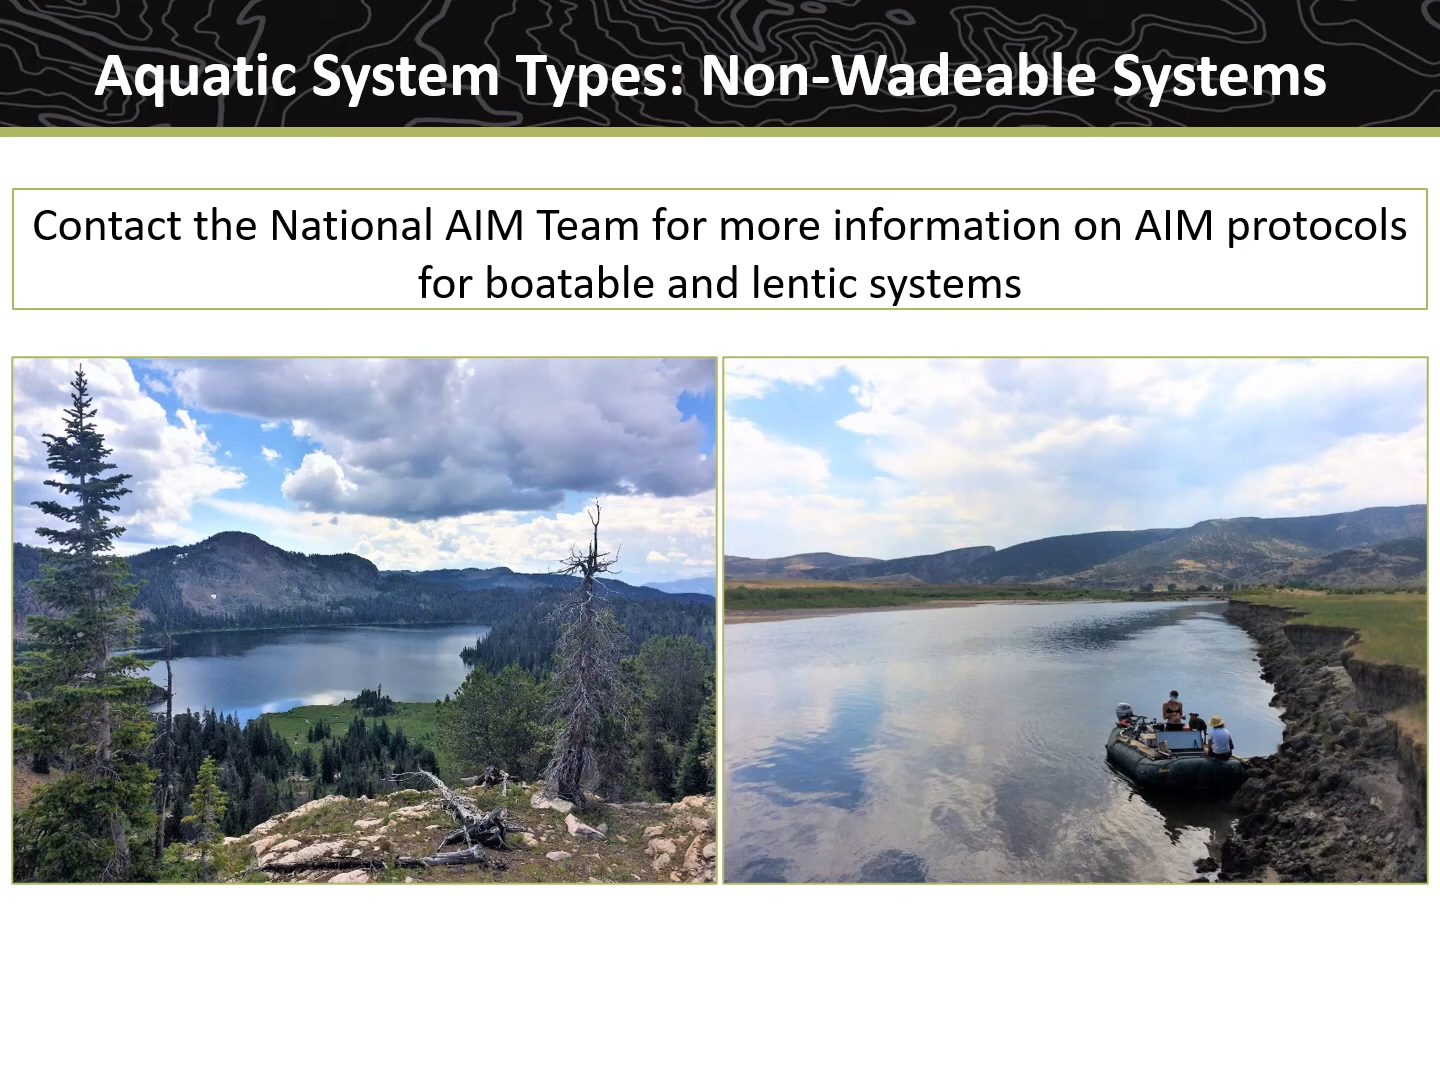 Aquatic System Types: Non-Wadeable Systems
Contact the National AIM Team for more information on AIM protocols
for boatable and lentic systems